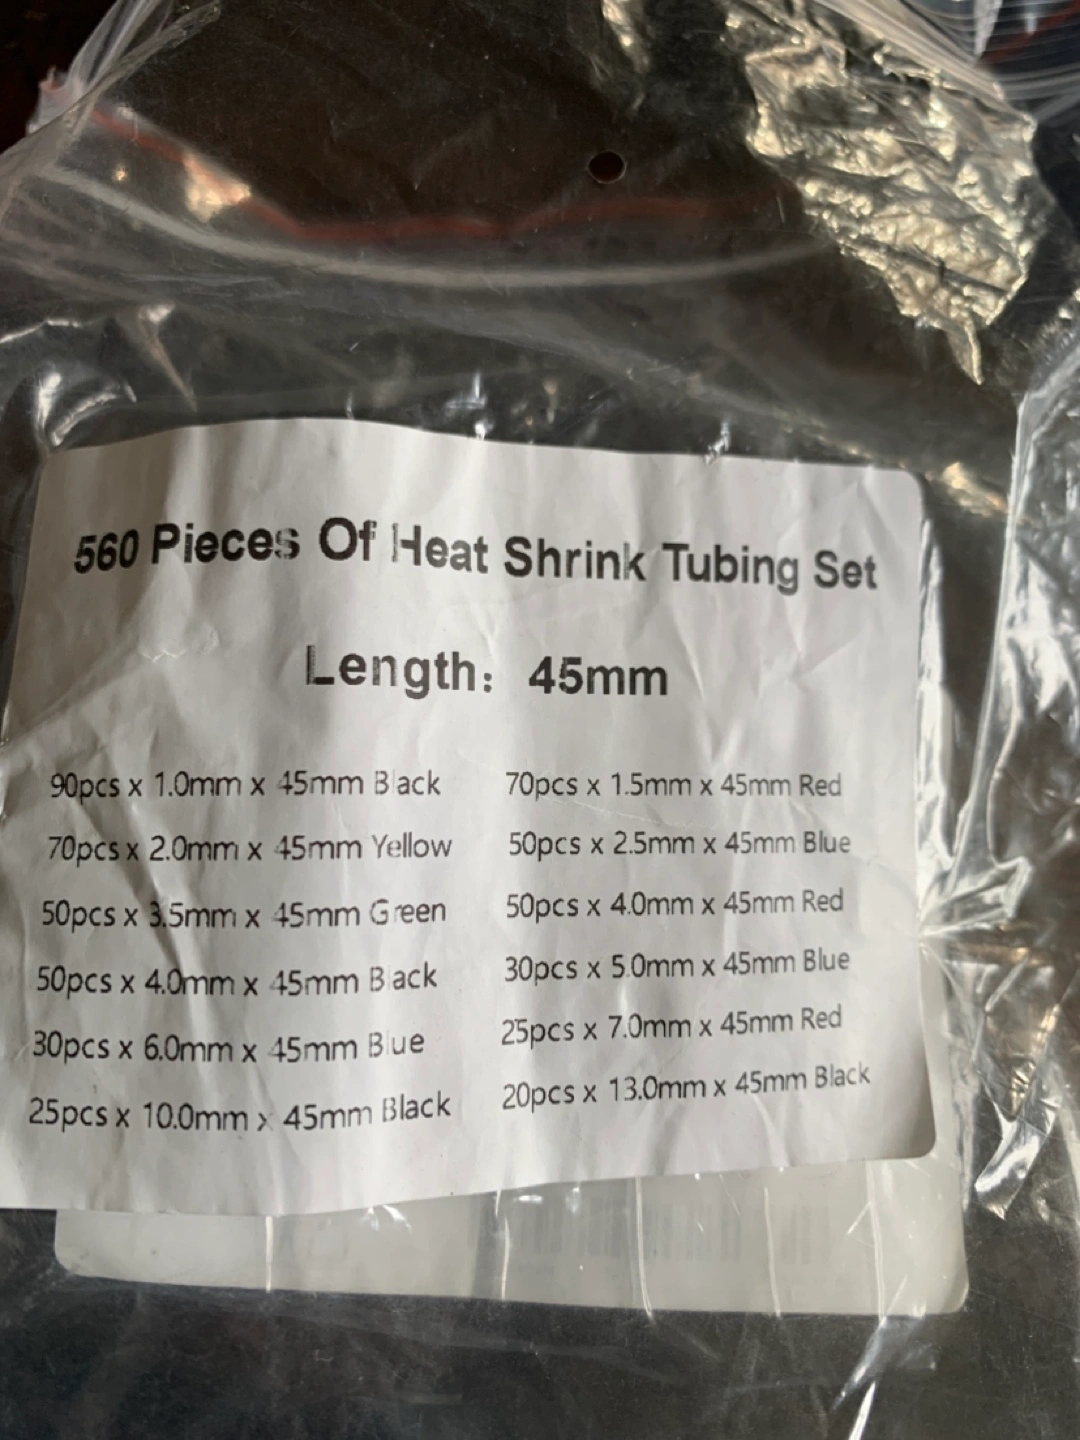 560 Pieces Of Heat Shrink Tubing Set
Length: 45mm
90pcs x 1.0mm x 45mm Black
70pcs x 1.5mm x 45mm Red
70pcs x 2.0mm x 45mm Yellow
50pcs x 2.5mm x 45mm Blue
50pcs x 3.5mm x 45mm Green
50pcs x 4.0mm x 45mm Red
50pcs x 4.0mm x 45mm Black
30pcs x 5.0mm x 45mm Blue
30pcs x 6.0mm x 45mm Blue
25pcs x 7.0mm x 45mm Red
25pcs x 10.0mm x 45mm Black
20pcs x 13.0mm x 45mm Black